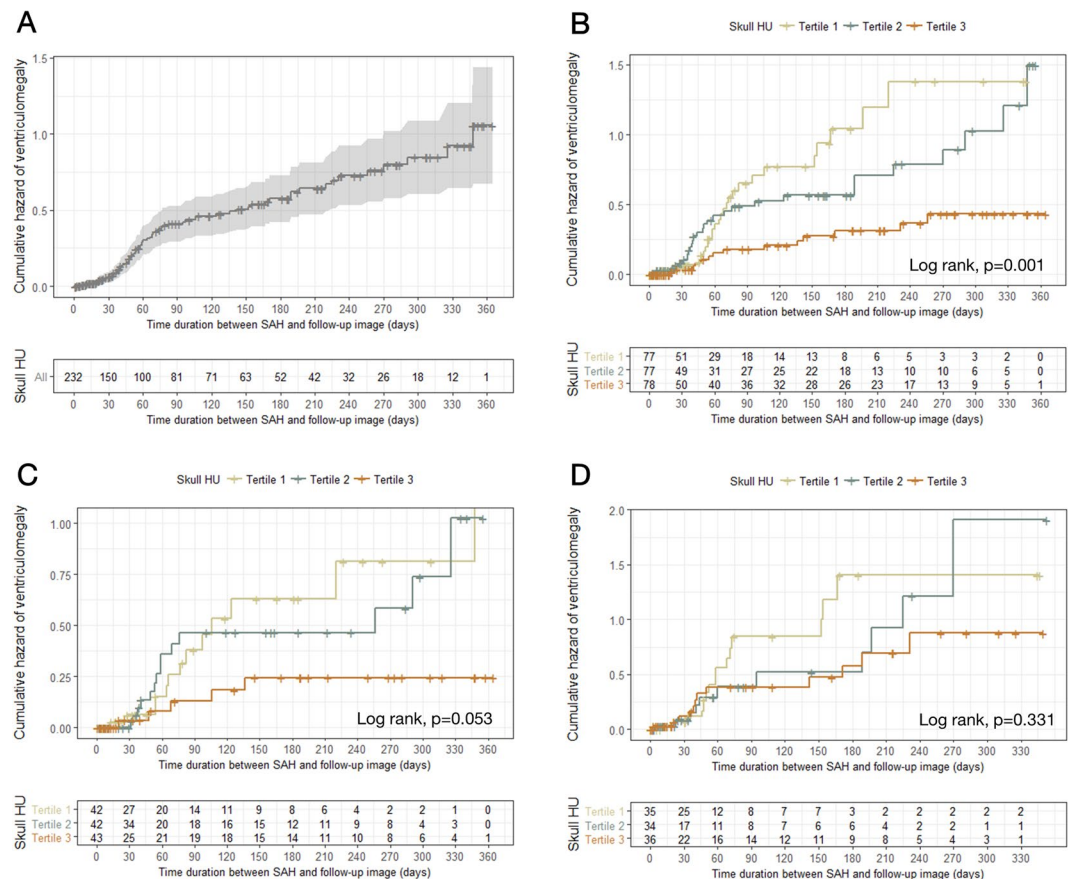 A
Cumulative hazard of ventriculomegaly
1.5
1.0
0.5
0.0
0 30 60 90 120 150 180 210 240 270 300 330 360
Time duration between SAH and follow-up image (days)
Skull HU
All 232 150 100 81 71 63 52 42 32 26 18 12 1
0 30 60 90 120 150 180 210 240 270 300 330 360
Time duration between SAH and follow-up image (days)
B
Skull HU Tertile 1 Tertile 2 Tertile 3
Cumulative hazard of ventriculomegaly
1.5
1.0
0.5
0.0
Log rank, p=0.001
0 30 60 90 120 150 180 210 240 270 300 330 360
Time duration between SAH and follow-up image (days)
Skull HU
Tertile 1 77 51 29 18 14 13 8 6 5 3 3 2 0
Tertile 2 77 49 31 27 25 22 18 13 10 10 6 5 0
Tertile 3 78 50 40 36 32 28 26 23 17 13 9 5 1
0 30 60 90 120 150 180 210 240 270 300 330 360
Time duration between SAH and follow-up image (days)
C
Skull HU Tertile 1 Tertile 2 Tertile 3
Cumulative hazard of ventriculomegaly
1.00
0.75
0.50
0.25
0.00
Log rank, p=0.053
0 30 60 90 120 150 180 210 240 270 300 330 360
Time duration between SAH and follow-up image (days)
Skull HU
Tertile 1 42 27 20 14 11 9 8 6 4 2 2 1 0
Tertile 2 42 34 20 18 16 15 12 11 9 8 4 3 0
Tertile 3 43 25 21 19 18 15 14 11 10 8 6 4 1
0 30 60 90 120 150 180 210 240 270 300 330 360
Time duration between SAH and follow-up image (days)
D
Skull HU Tertile 1 Tertile 2 Tertile 3
Cumulative hazard of ventriculomegaly
2.0
1.5
1.0
0.5
0.0
Log rank, p=0.331
0 30 60 90 120 150 180 210 240 270 300 330
Time duration between SAH and follow-up image (days)
Skull HU
Tertile 1 35 25 12 8 7 7 3 2 2 2 2 2
Tertile 2 34 17 11 8 7 6 6 4 2 2 1 1
Tertile 3 36 22 16 14 12 11 9 8 5 4 3 1
0 30 60 90 120 150 180 210 240 270 300 330
Time duration between SAH and follow-up image (days)